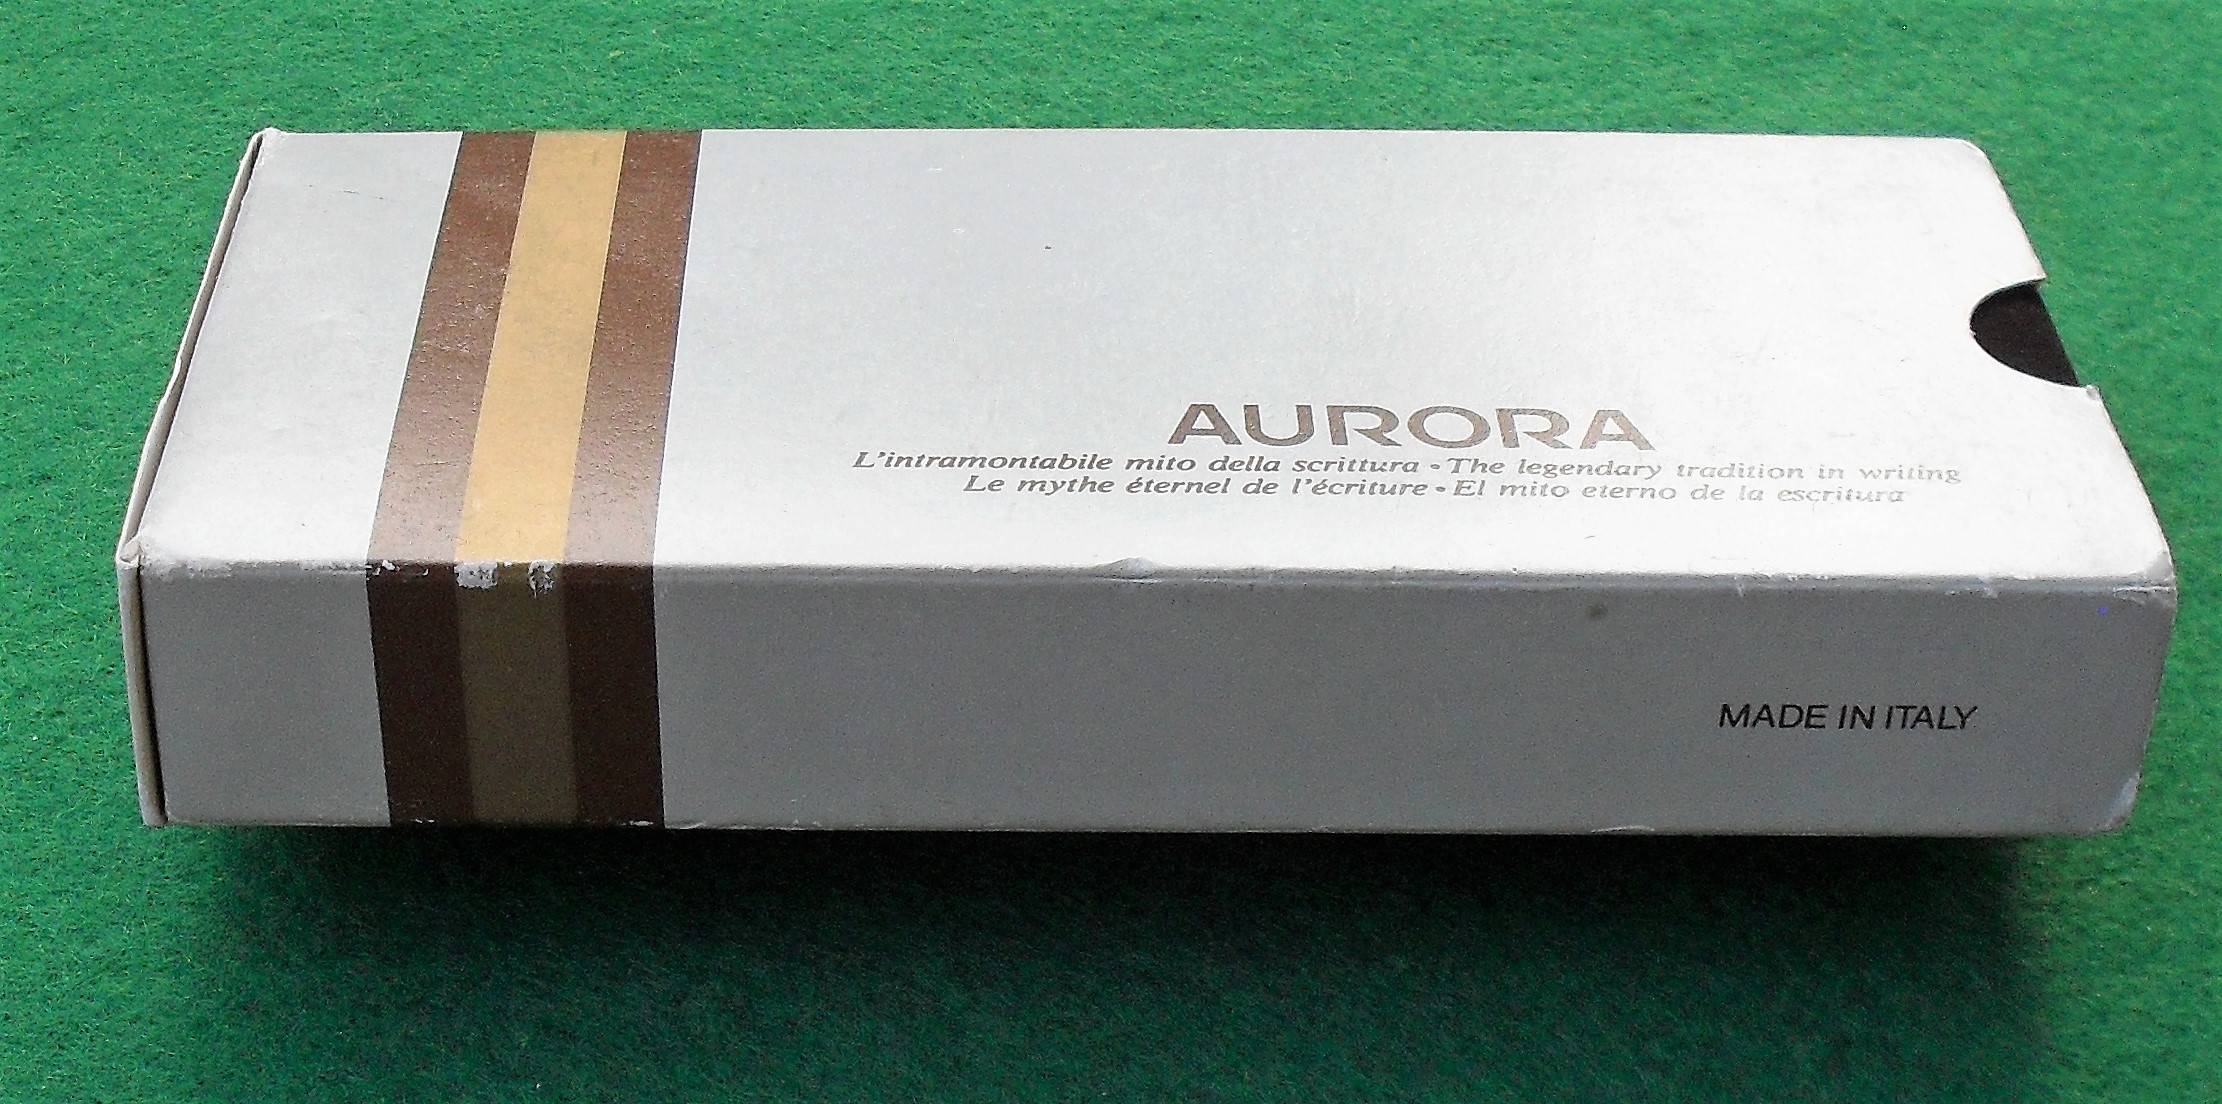 AURORA
L'intramontabile mito della scrittura • The legendary tradition in writing
Le mythe éternel de l'écriture • El mito eterno de la escritura
MADE IN ITALY